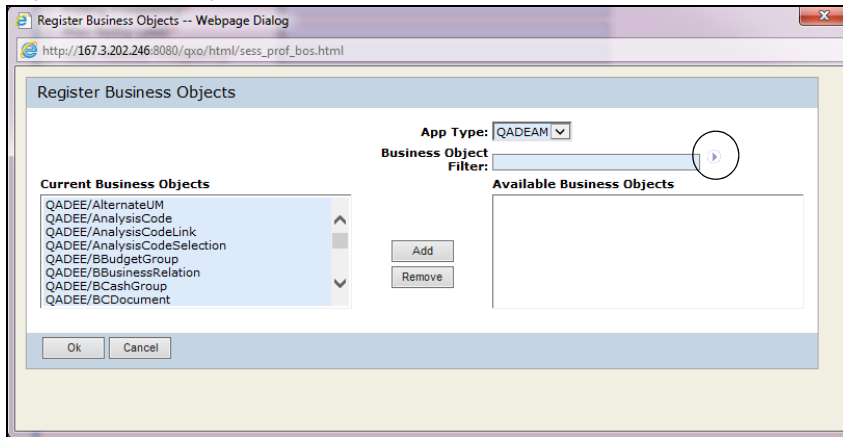 Register Business Objects -- Webpage Dialog
http://167.3.202.246:8080/qxo/html/sess_prof_bos.html
Register Business Objects
App Type: QADEAM
Business Object
Filter:
Current Business Objects
Available Business Objects
QADEE/AlternateUM
QADEE/AnalysisCode
QADEE/AnalysisCodeLink
QADEE/AnalysisCodeSelection
QADEE/BBudgetGroup
QADEE/BBusinessRelation
QADEE/BCashGroup
QADEE/BCDocument
Add
Remove
Ok Cancel